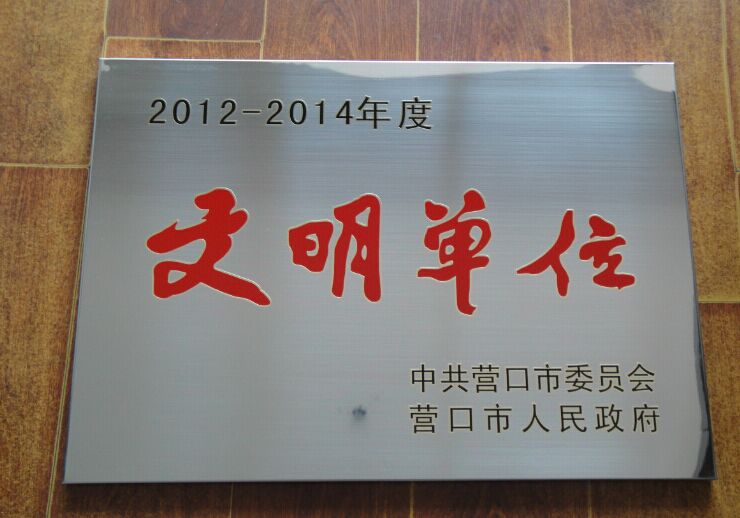 2012-2014年度
文明单位
中共营口市委员会
营口市人民政府